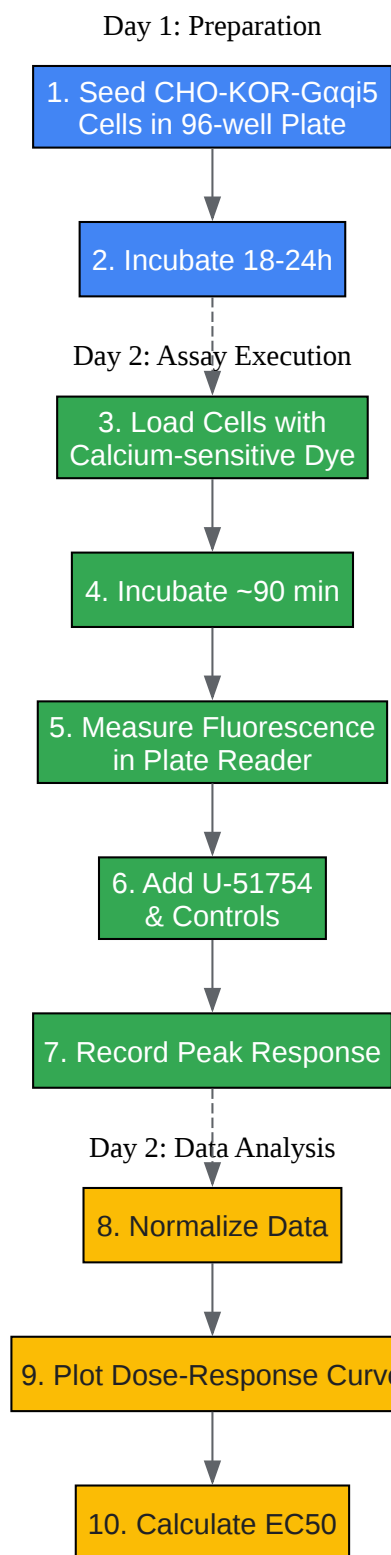 Day 1: Preparation
1. Seed CHO-KOR-Gαqi5
Cells in 96-well Plate
2. Incubate 18-24h
Day 2: Assay Execution
3. Load Cells with
Calcium-sensitive Dye
4. Incubate ~90 min
5. Measure Fluorescence
in Plate Reader
6. Add U-51754
& Controls
7. Record Peak Response
Day 2: Data Analysis
8. Normalize Data
9. Plot Dose-Response Curve
10. Calculate EC50